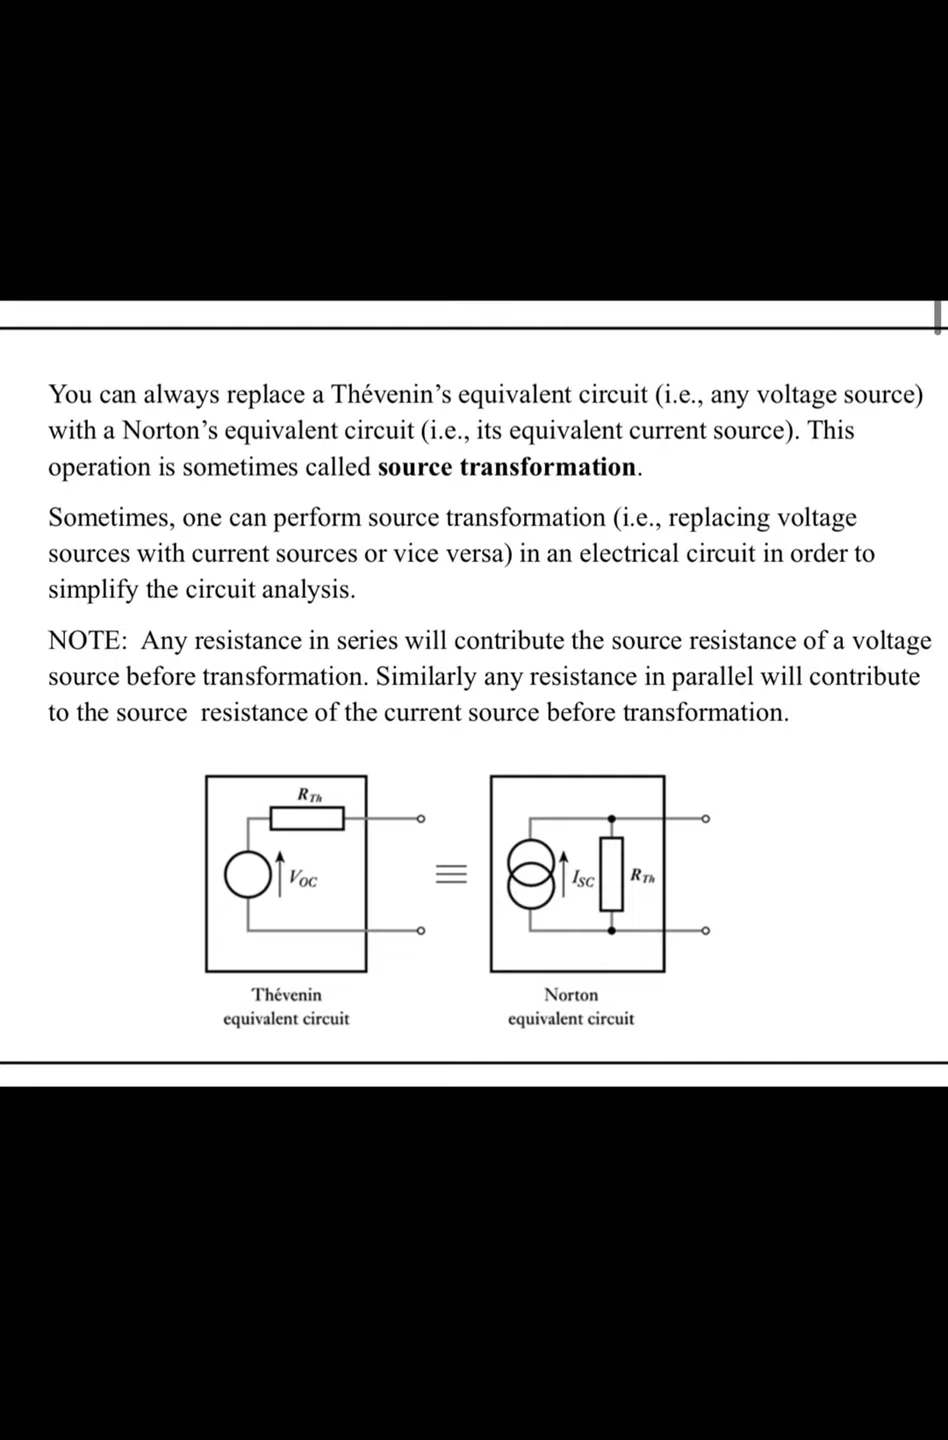 You can always replace a Thévenin’s equivalent circuit (i.e., any voltage source)
with a Norton’s equivalent circuit (i.e., its equivalent current source). This
operation is sometimes called source transformation.
Sometimes, one can perform source transformation (i.e., replacing voltage
sources with current sources or vice versa) in an electrical circuit in order to
simplify the circuit analysis.
NOTE: Any resistance in series will contribute the source resistance of a voltage
source before transformation. Similarly any resistance in parallel will contribute
to the source resistance of the current source before transformation.
RTh
VOC
ISC
RTh
Thévenin
equivalent circuit
Norton
equivalent circuit